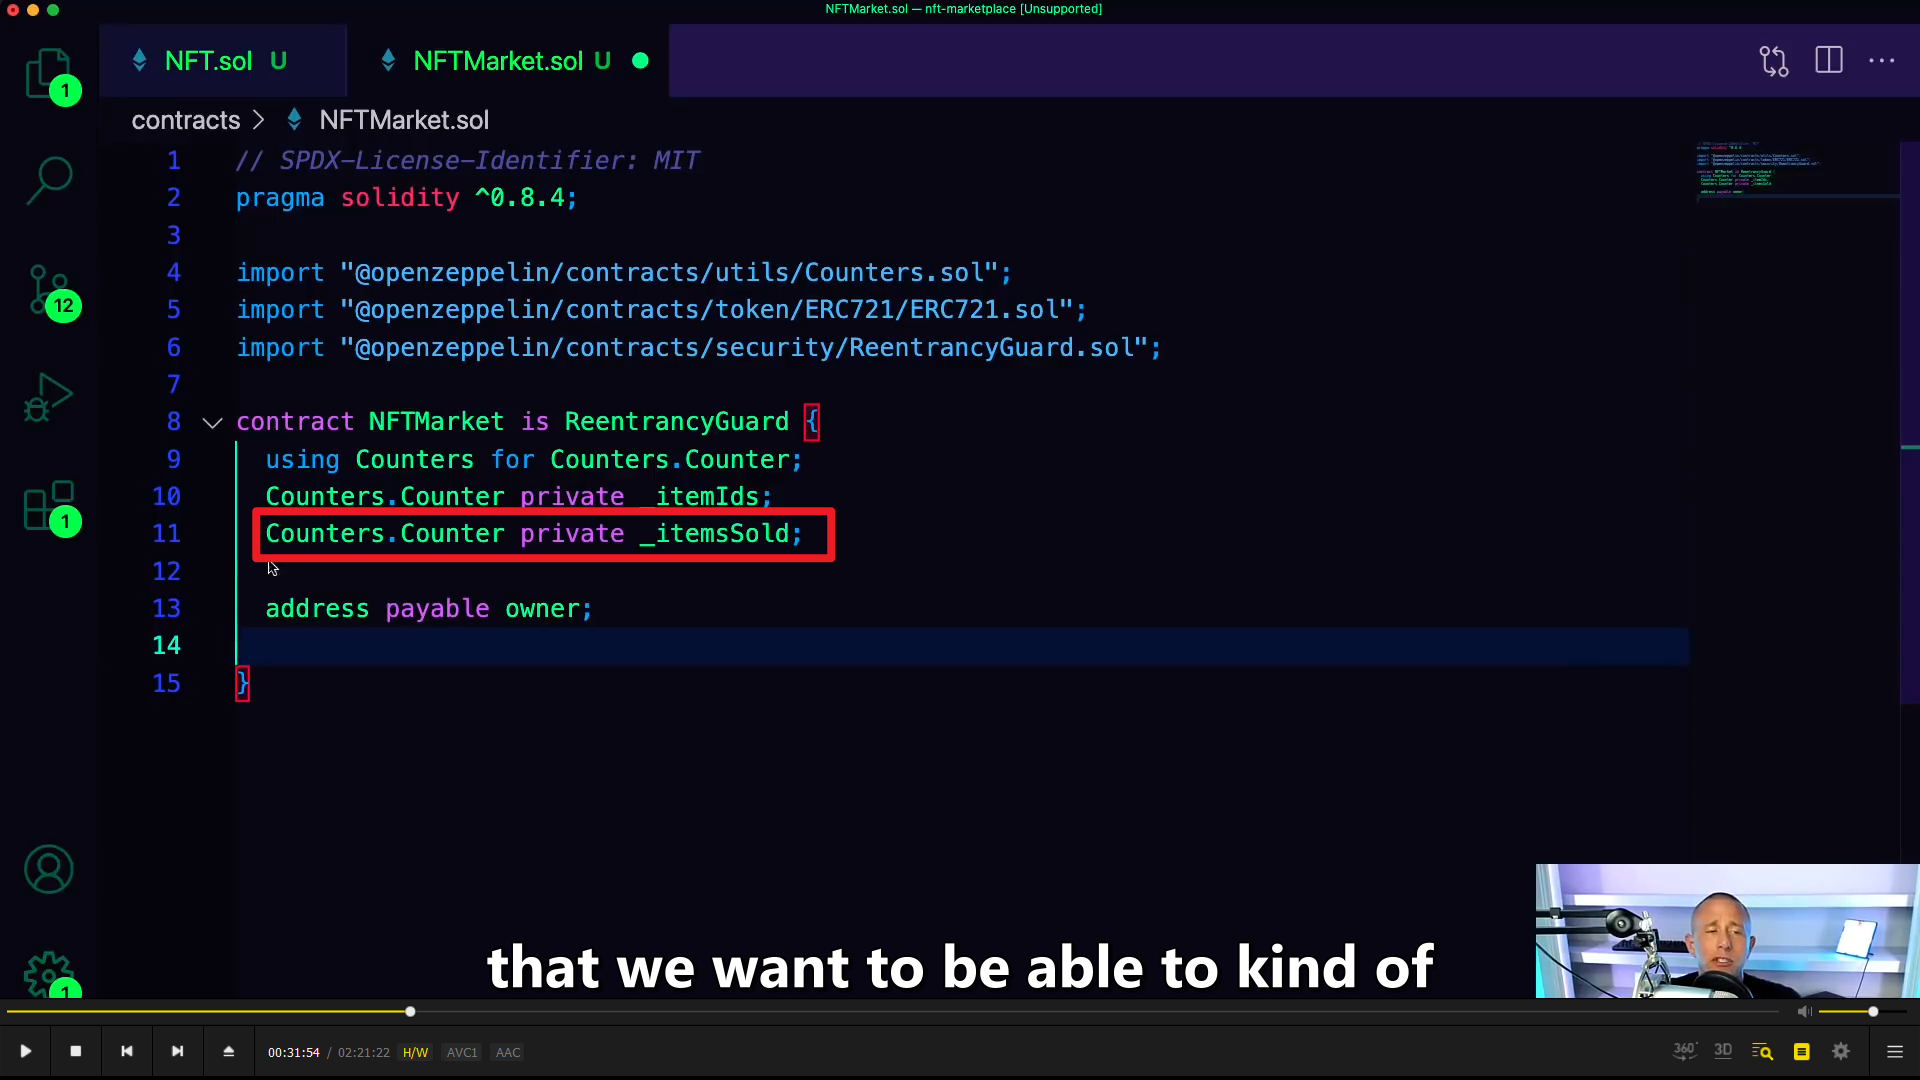 NFTMarket.sol — nft-marketplace [Unsupported]
NFT.sol U
NFTMarket.sol U
contracts > NFTMarket.sol
1 // SPDX-License-Identifier: MIT
2 pragma solidity ^0.8.4;
3
4 import "@openzeppelin/contracts/utils/Counters.sol";
5 import "@openzeppelin/contracts/token/ERC721/ERC721.sol";
6 import "@openzeppelin/contracts/security/ReentrancyGuard.sol";
7
8 contract NFTMarket is ReentrancyGuard {
9 using Counters for Counters.Counter;
10 Counters.Counter private _itemIds;
11 Counters.Counter private _itemsSold;
12
13 address payable owner;
14
15 }
1
12
1
1
that we want to be able to kind of
00:31:54 / 02:21:22 H/W AVC1 AAC
360° 3D